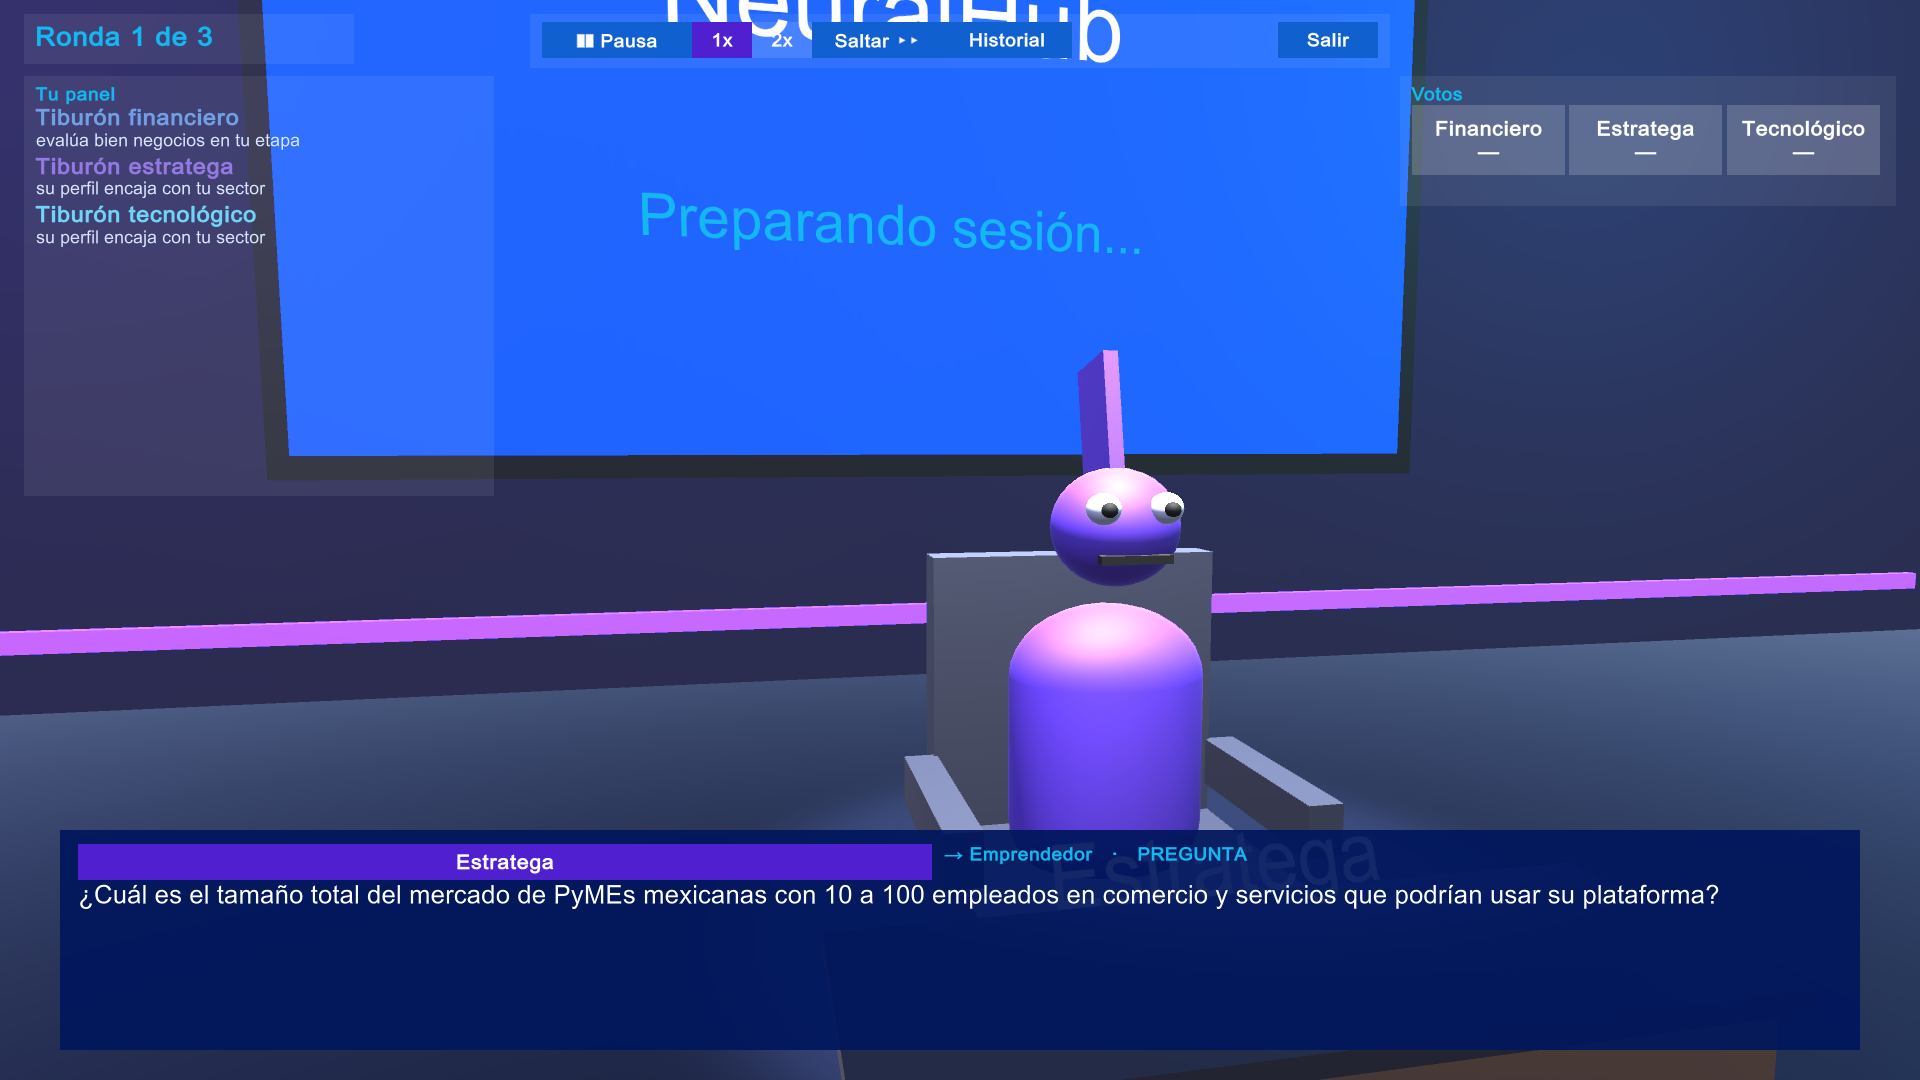 Ronda 1 de 3
Pausa 1x 2x Saltar Historial
Salir
NeuralHub
Preparando sesión...
Tu panel
Tiburón financiero
evalúa bien negocios en tu etapa
Tiburón estratega
su perfil encaja con tu sector
Tiburón tecnológico
su perfil encaja con tu sector
Votos
Financiero
—
Estratega
—
Tecnológico
—
Estratega
Estratega → Emprendedor · PREGUNTA
¿Cuál es el tamaño total del mercado de PyMEs mexicanas con 10 a 100 empleados en comercio y servicios que podrían usar su plataforma?